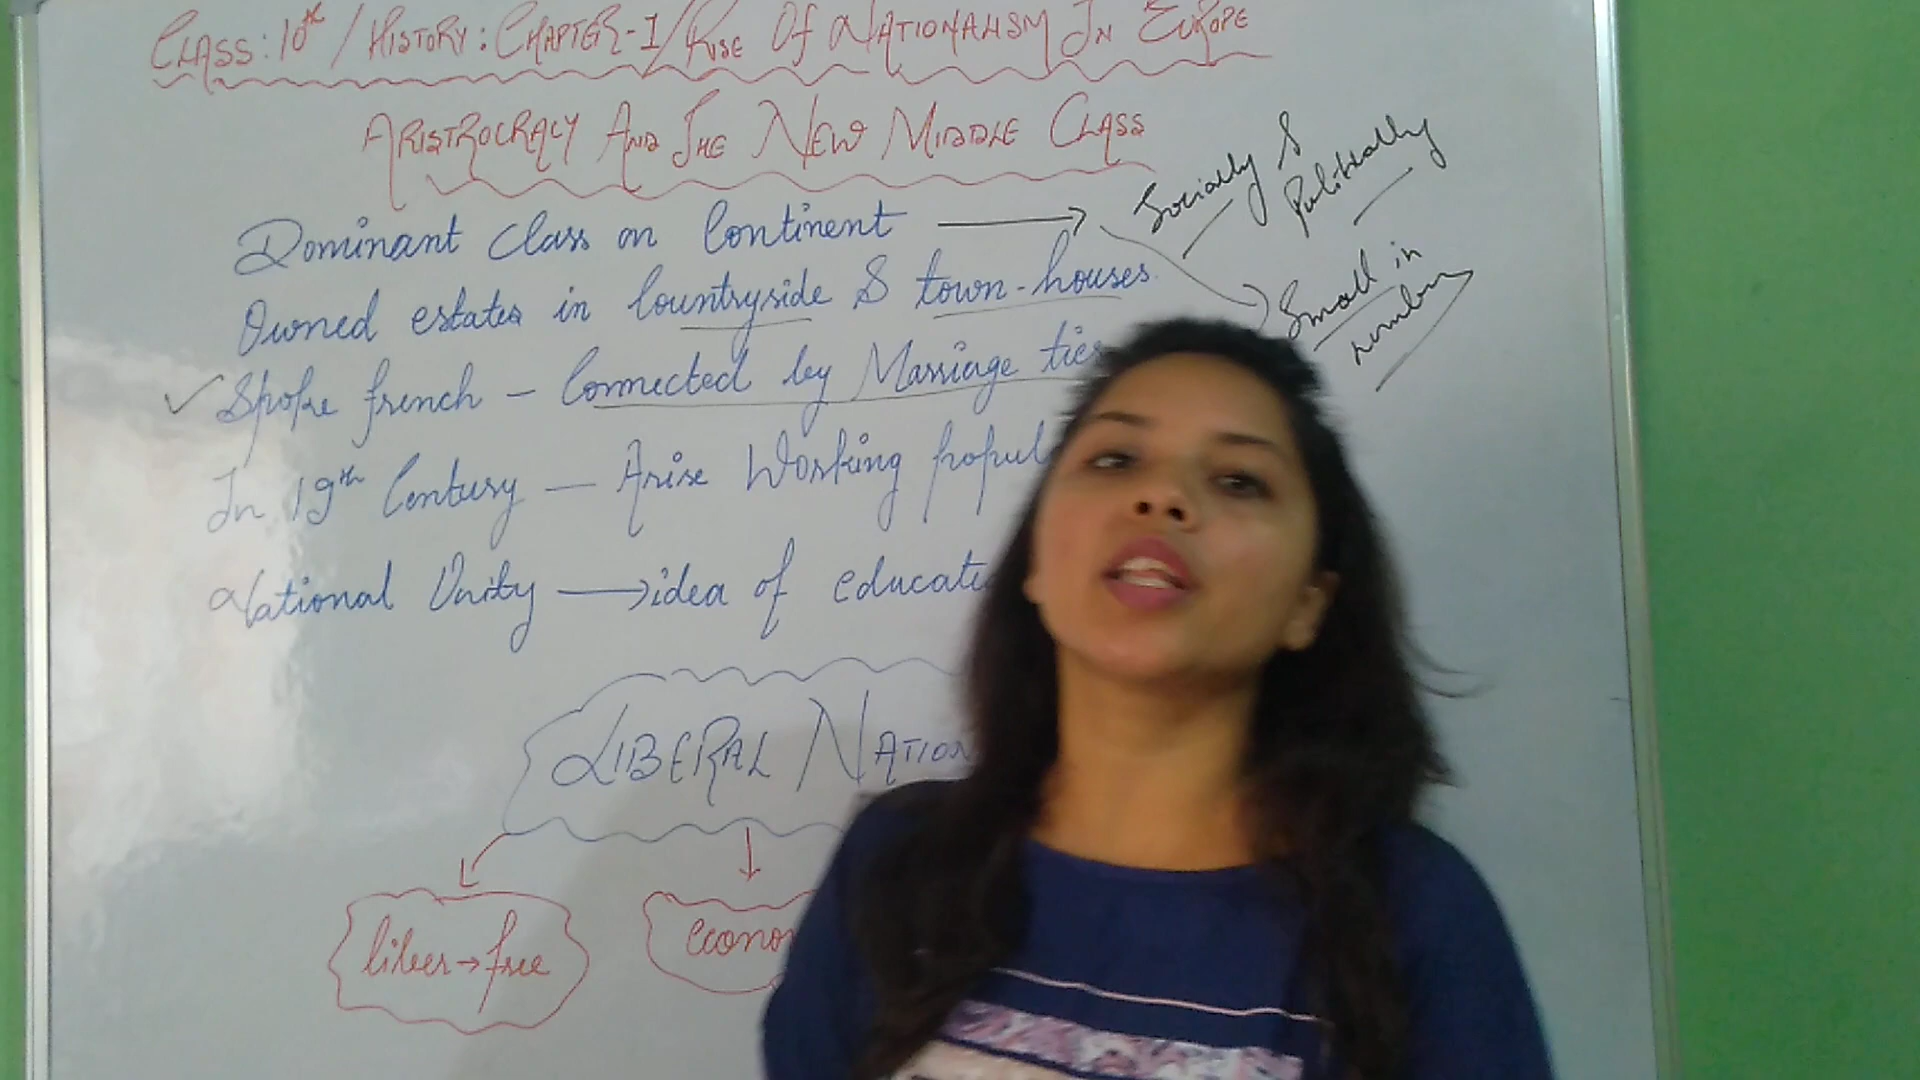 CLASS: 10th / HISTORY: CHAPTER-1/ RISE OF NATIONALISM IN EUROPE
ARISTROCRACY AND THE NEW MIDDLE CLASS
Dominant Class on Continent → Socially & Politically
Small in number
Owned estates in Countryside & town-houses.
✓ Spoke french - Connected by Marriage ties
In 19th Century — Arise Working popul
National Unity → idea of educati
LIBERAL NATION
liber → free
econo